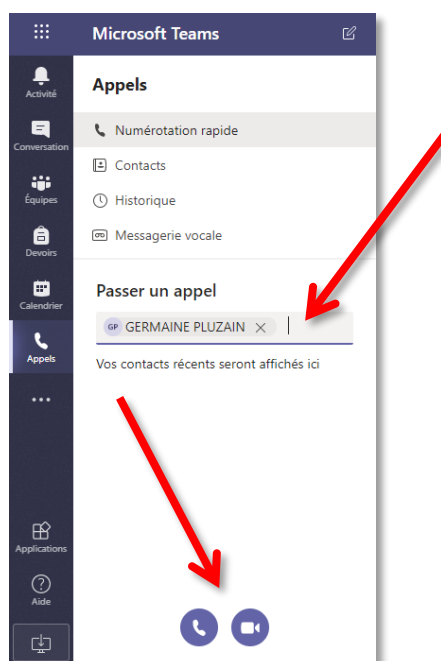 Microsoft Teams
Activité
Conversation
Équipes
Devoirs
Calendrier
Appels
Applications
Aide
Appels
Numérotation rapide
Contacts
Historique
Messagerie vocale
Passer un appel
GP GERMAINE PLUZAIN
Vos contacts récents seront affichés ici